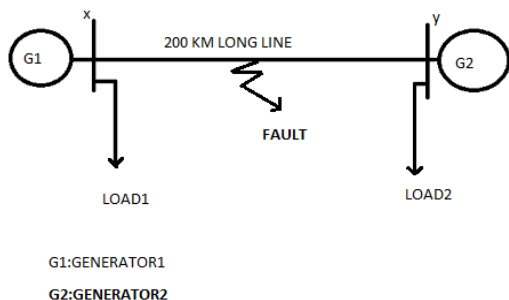 x
y
G1
200 KM LONG LINE
G2
FAULT
LOAD1
LOAD2
G1:GENERATOR1
G2:GENERATOR2